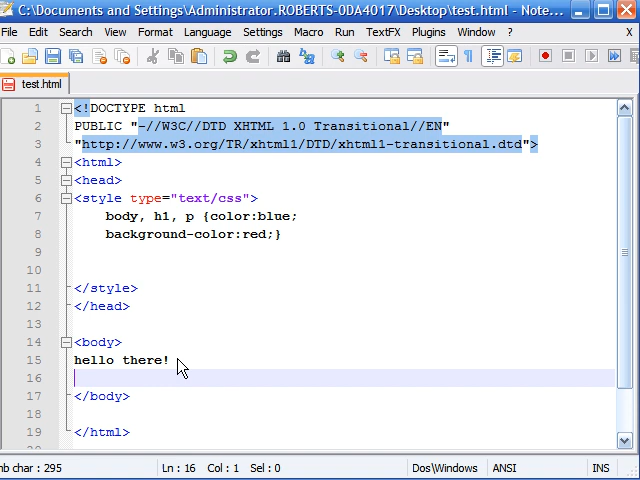 C:\Documents and Settings\Administrator.ROBERTS-0DA4017\Desktop\test.html - Note...
File Edit Search View Format Language Settings Macro Run TextFX Plugins Window ? X
test.html
1 <!DOCTYPE html
2 PUBLIC "-//W3C//DTD XHTML 1.0 Transitional//EN"
3 "http://www.w3.org/TR/xhtml1/DTD/xhtml1-transitional.dtd">
4 <html>
5 <head>
6 <style type="text/css">
7 body, h1, p {color:blue;
8 background-color:red;}
9
10
11 </style>
12 </head>
13
14 <body>
15 hello there!
16
17 </body>
18
19 </html>
20
nb char : 295 Ln : 16 Col : 1 Sel : 0 Dos\Windows ANSI INS